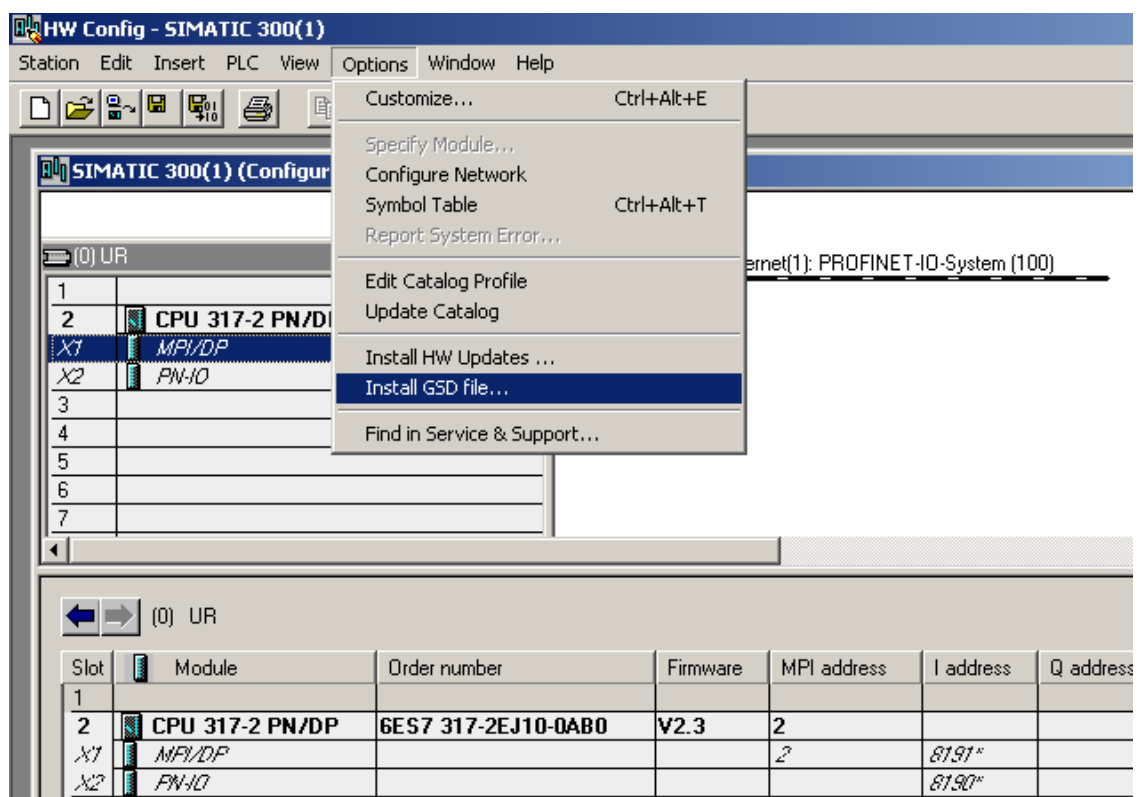 HW Config - SIMATIC 300(1)
Station Edit Insert PLC View Options Window Help
Customize... Ctrl+Alt+E
Specify Module...
Configure Network
Symbol Table Ctrl+Alt+T
Report System Error...
Edit Catalog Profile
Update Catalog
Install HW Updates ...
Install GSD file...
Find in Service & Support...
SIMATIC 300(1) (Configur
(0) UR
1
2 CPU 317-2 PN/D
X1 MPI/DP
X2 PN-IO
3
4
5
6
7
ernet(1): PROFINET-IO-System (100)
(0) UR
Slot Module Order number Firmware MPI address I address Q address
1
2 CPU 317-2 PN/DP 6ES7 317-2EJ10-0AB0 V2.3 2
X1 MPI/DP 2 8191*
X2 PN-IO 8190*